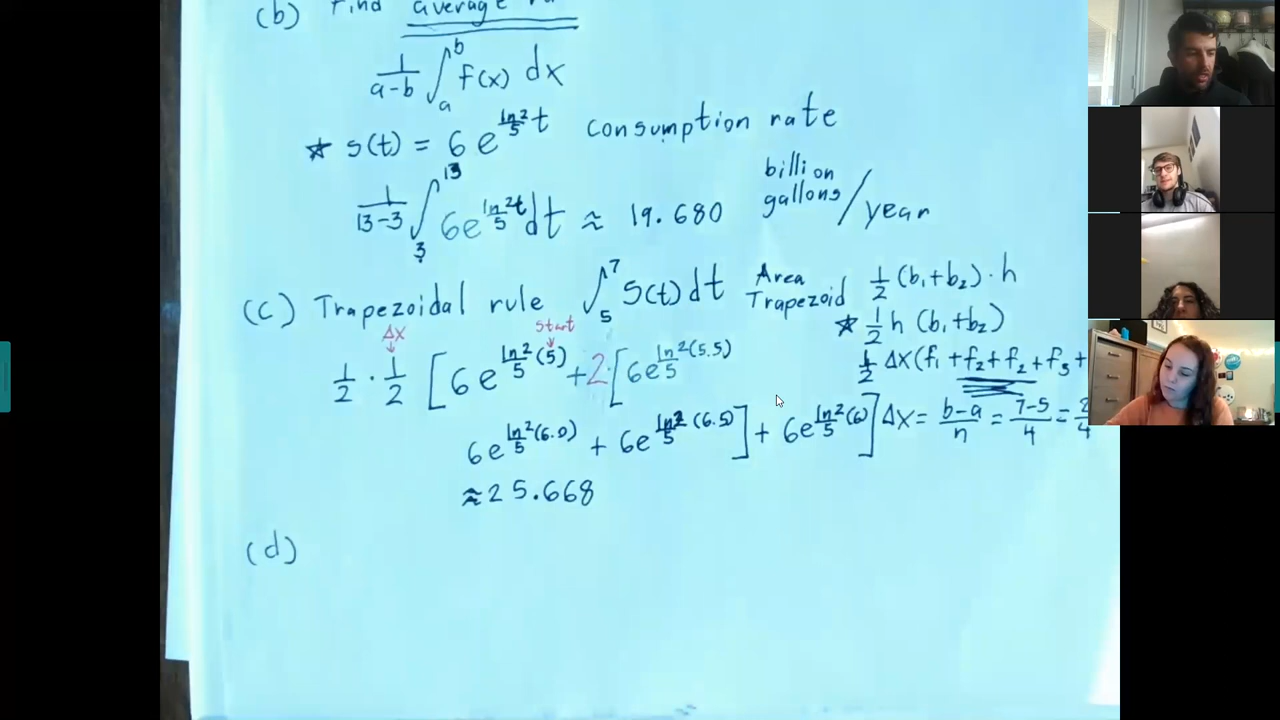 (b) Find average
1/(a-b) ∫_a^b f(x) dx
★ s(t) = 6e^(ln2/5 t) consumption rate
1/(13-3) ∫_3^13 6e^(ln2/5 t) dt ≈ 19.680 billion gallons/year
(c) Trapezoidal rule ∫_5^7 S(t)dt Area Trapezoid 1/2 (b₁+b₂)·h
★ 1/2 h (b₁+b₂)
Δx start
1/2 · 1/2 [6e^(ln2/5 (5)) + 2[6e^(ln2/5 (5.5))
1/2 Δx(f₁+f₂+f₂+f₃+
6e^(ln2/5 (6.0)) + 6e^(ln2/5 (6.5))] + 6e^(ln2/5 (6))]
Δx = (b-a)/n = (7-5)/4 = 2/4
≈25.668
(d)